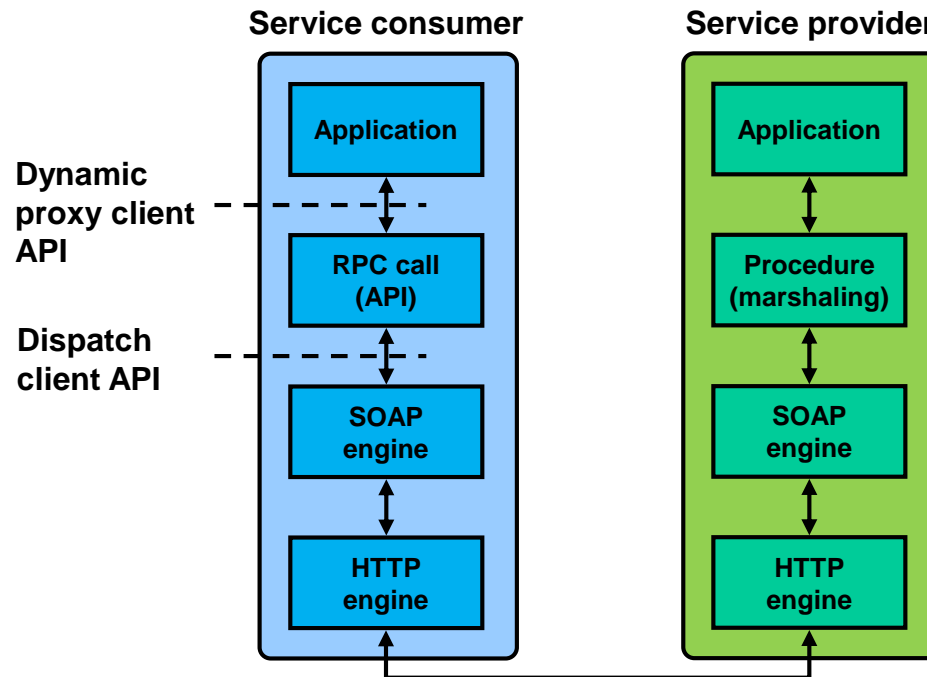 Service consumer
Service provider
Application
Application
Dynamic
proxy client
API
RPC call
(API)
Procedure
(marshaling)
Dispatch
client API
SOAP
engine
SOAP
engine
HTTP
engine
HTTP
engine